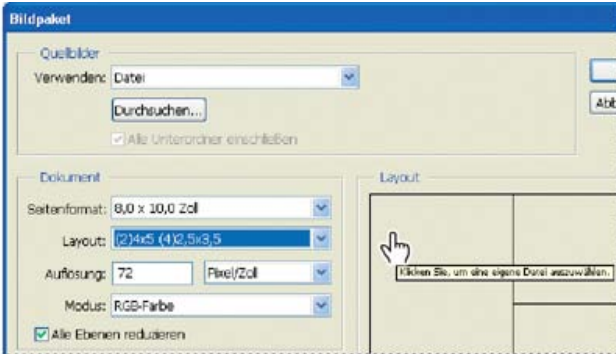 Bildpaket
Quellbilder
Verwenden: Datei
Durchsuchen...
Alle Unterordner einschließen
Abb
Dokument
Seitenformat: 8,0 x 10,0 Zoll
Layout: (2)4x5 (4)2,5x3,5
Auflösung: 72 Pixel/Zoll
Modus: RGB-Farbe
Alle Ebenen reduzieren
Layout
Klicken Sie, um eine eigene Datei auszuwählen.